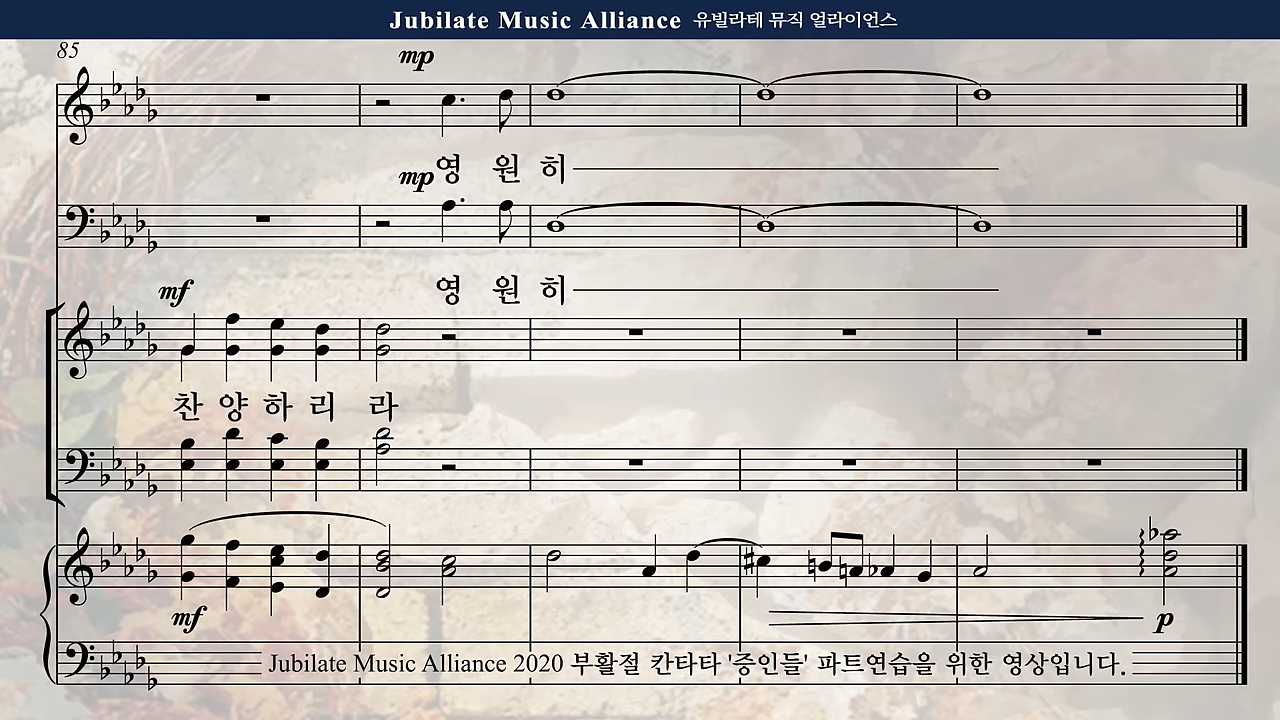 Jubilate Music Alliance 유빌라테 뮤직 얼라이언스
85
mp
영 원 히
mp
영 원 히
mf
찬 양 하 리 라
mf
p
Jubilate Music Alliance 2020 부활절 칸타타 '증인들' 파트연습을 위한 영상입니다.